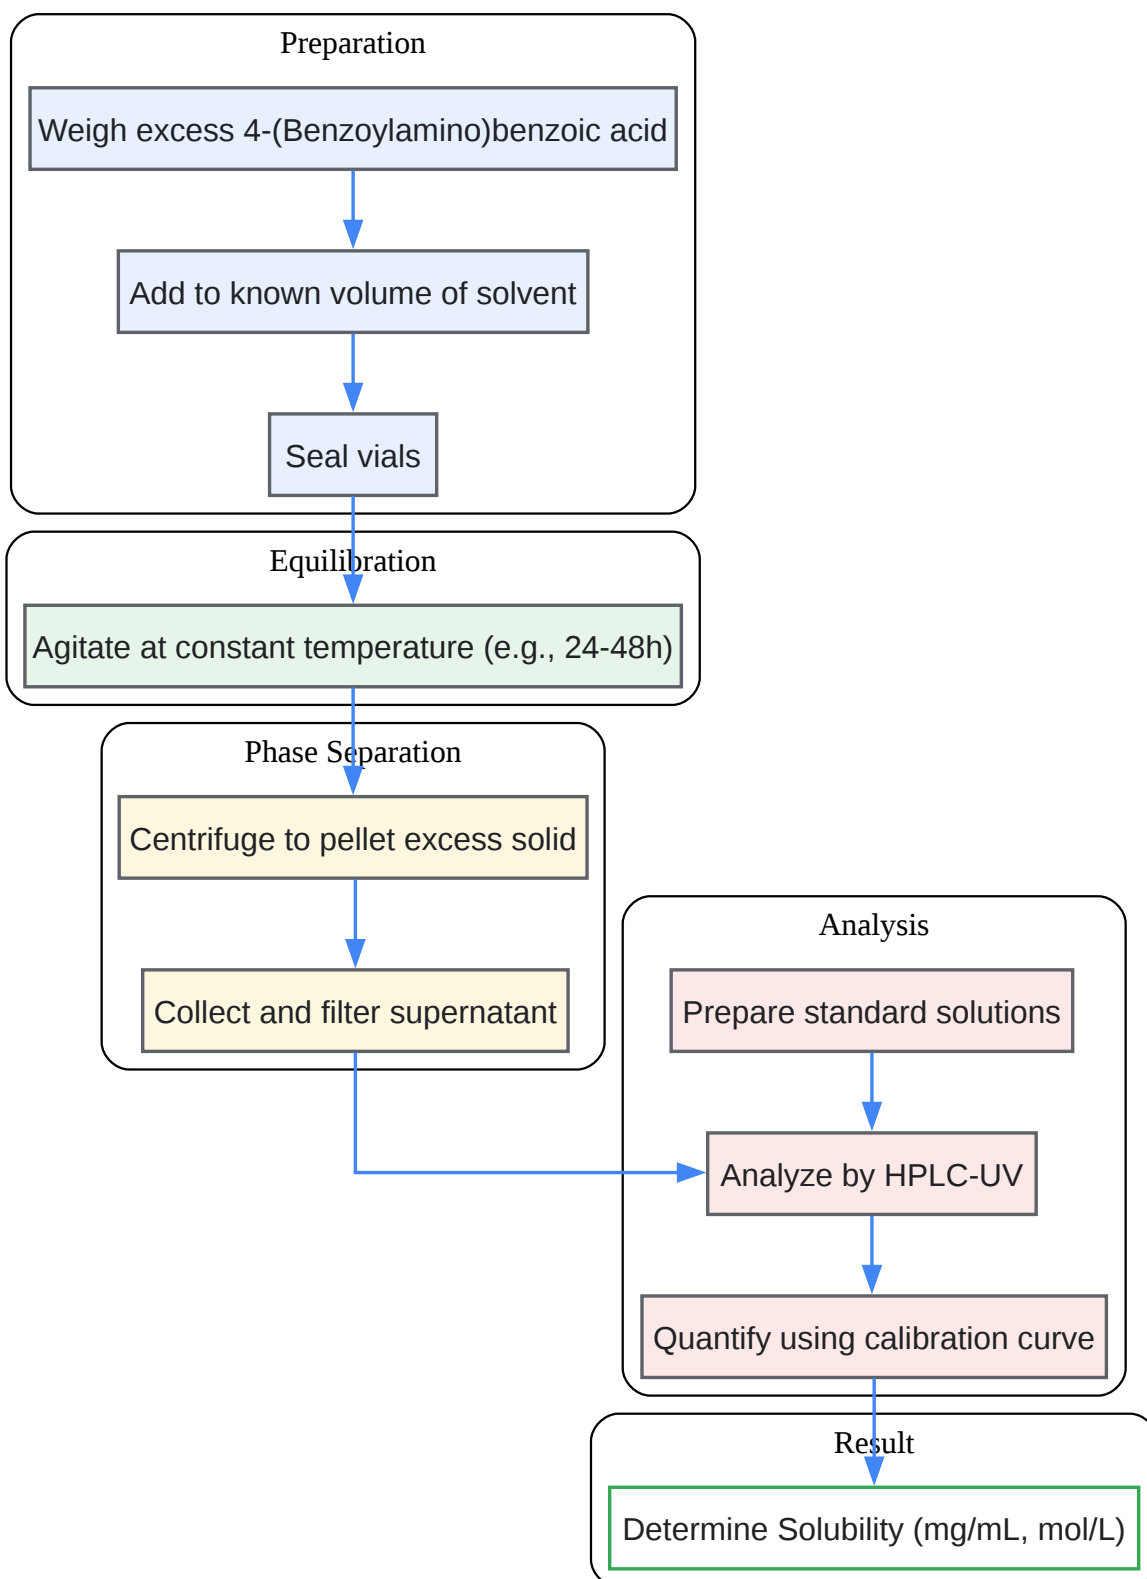 Preparation
Weigh excess 4-(Benzoylamino)benzoic acid
Add to known volume of solvent
Seal vials
Equilibration
Agitate at constant temperature (e.g., 24-48h)
Phase Separation
Centrifuge to pellet excess solid
Collect and filter supernatant
Analysis
Prepare standard solutions
Analyze by HPLC-UV
Quantify using calibration curve
Result
Determine Solubility (mg/mL, mol/L)